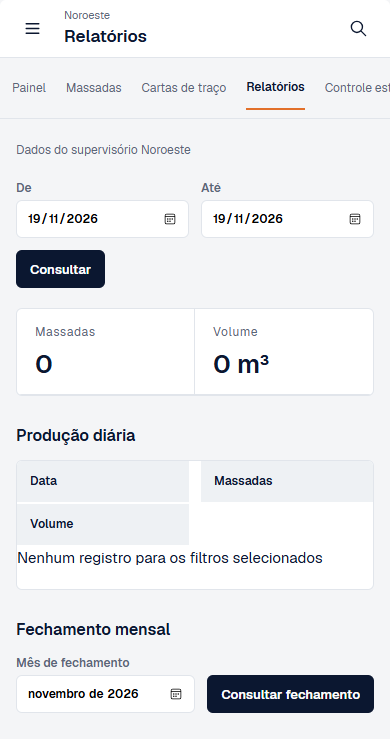 Noroeste
Relatórios
Painel Massadas Cartas de traço Relatórios Controle est
Dados do supervisório Noroeste
De Até
19/11/2026 19/11/2026
Consultar
Massadas Volume
0 0 m³
Produção diária
Data Massadas
Volume
Nenhum registro para os filtros selecionados
Fechamento mensal
Mês de fechamento
novembro de 2026 Consultar fechamento